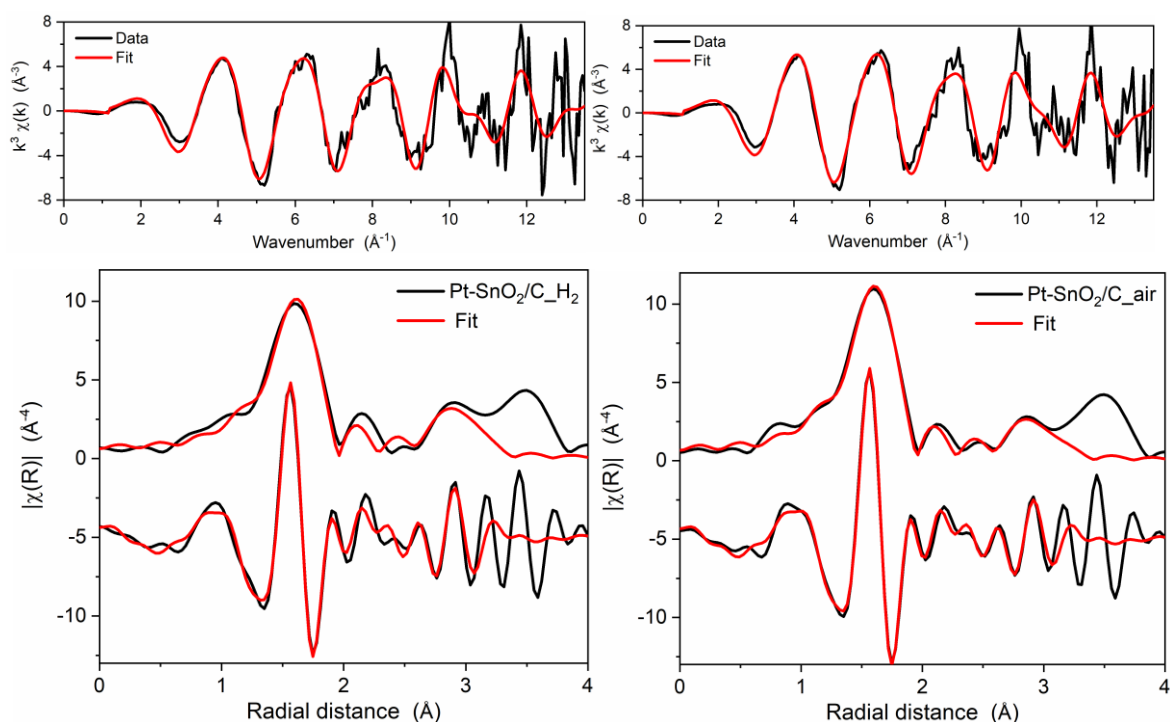 8
4
0
-4
-8
k³ χ(k) (Å⁻³)
Data
Fit
0 2 4 6 8 10 12
Wavenumber (Å⁻¹)
8
4
0
-4
-8
k³ χ(k) (Å⁻³)
Data
Fit
0 2 4 6 8 10 12
Wavenumber (Å⁻¹)
10
5
0
-5
-10
|χ(R)| (Å⁻⁴)
Pt-SnO₂/C_H₂
Fit
0 1 2 3 4
Radial distance (Å)
10
5
0
-5
-10
|χ(R)| (Å⁻⁴)
Pt-SnO₂/C_air
Fit
0 1 2 3 4
Radial distance (Å)